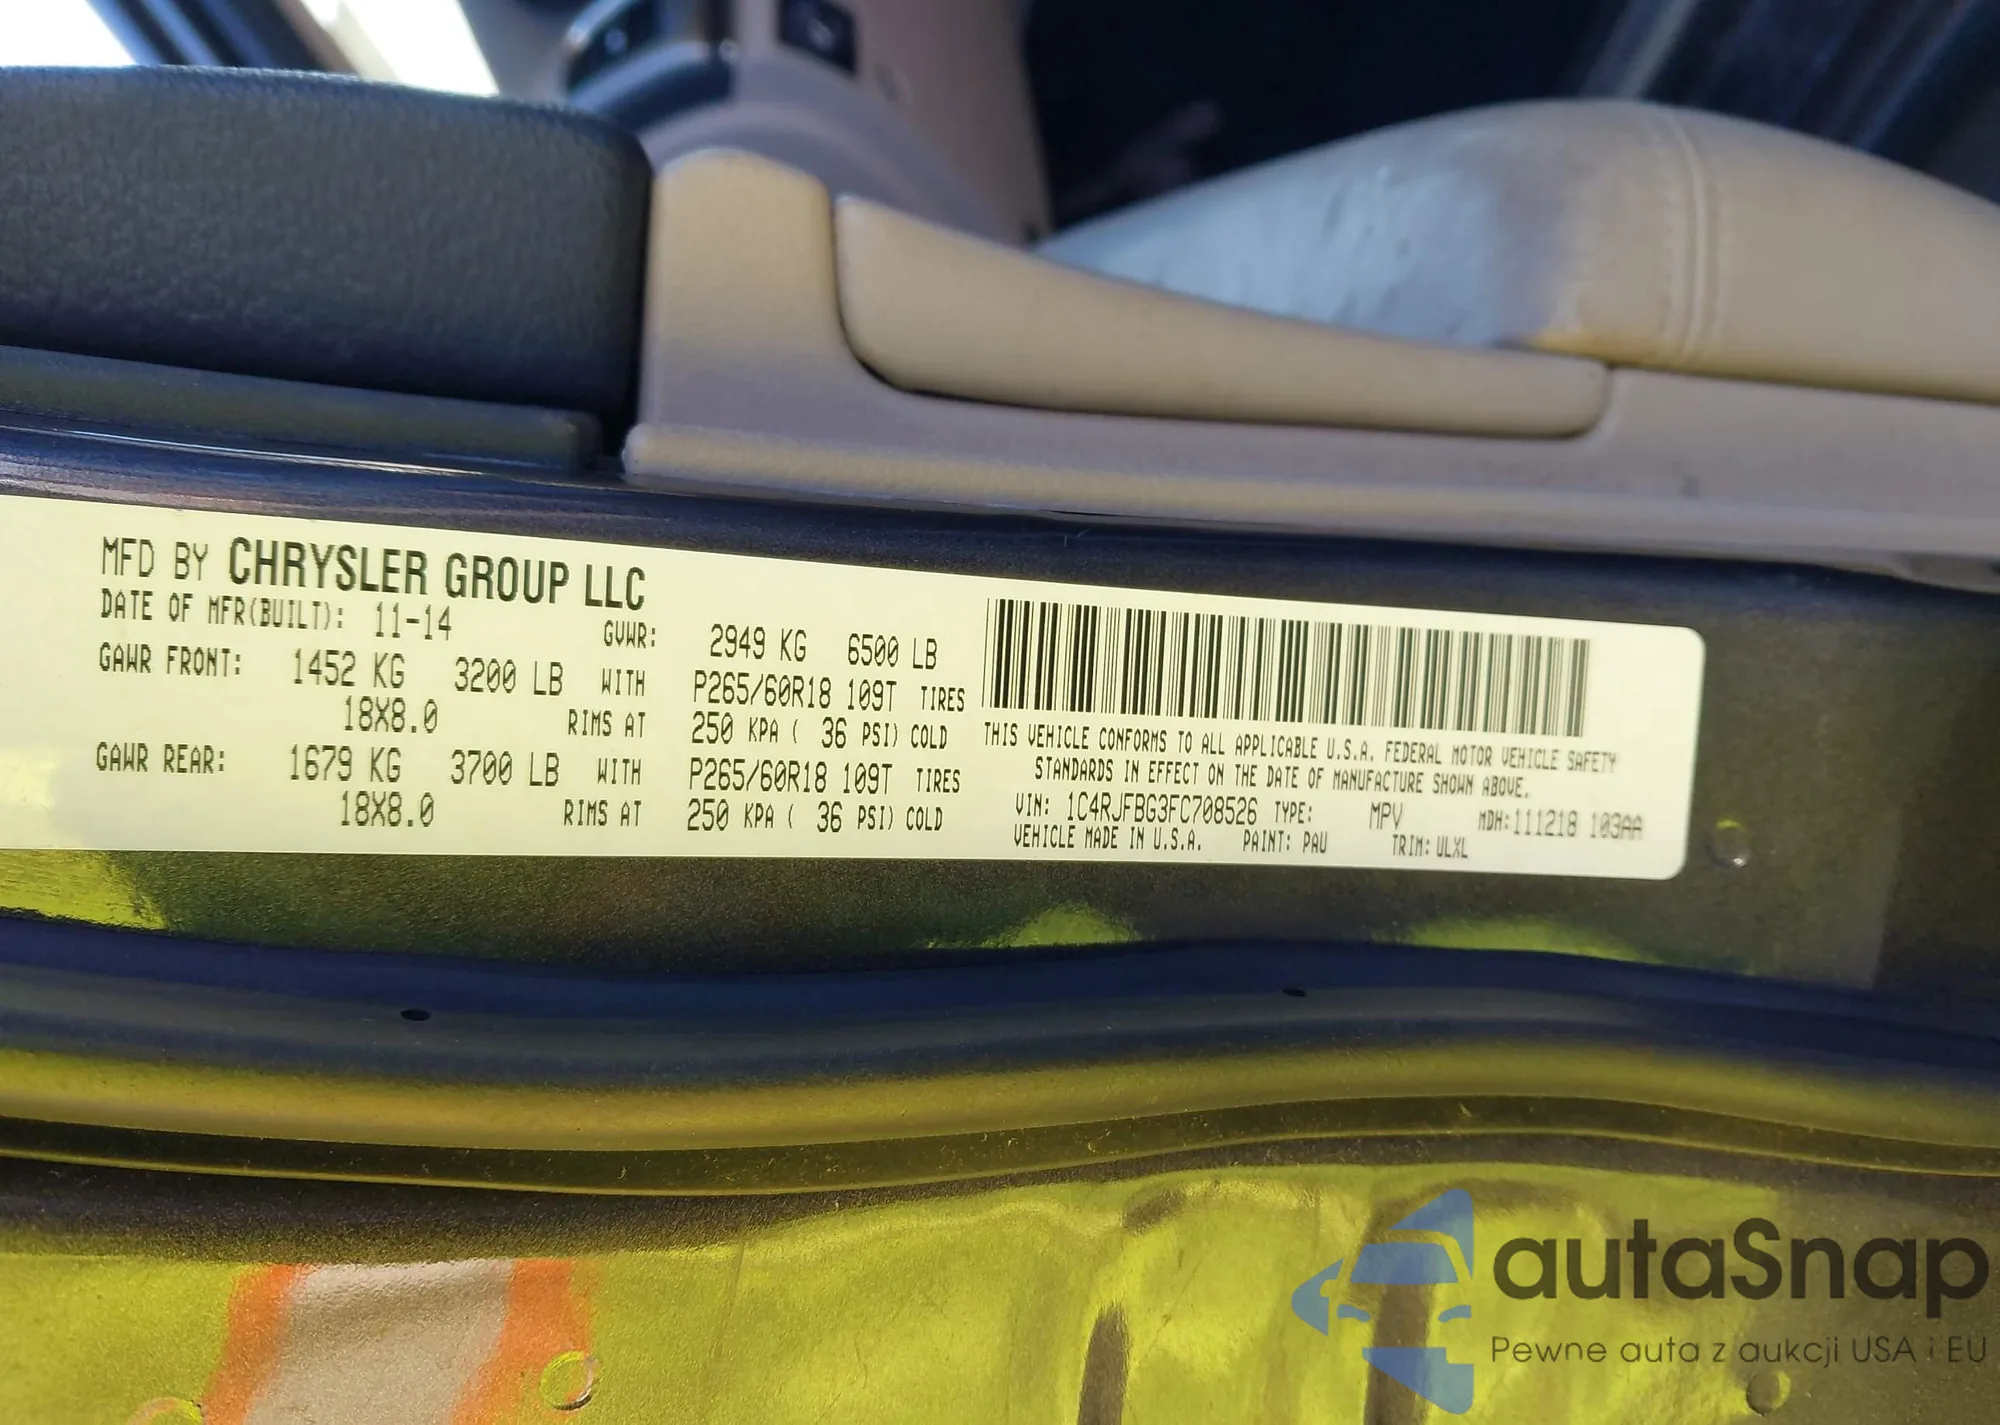 MFD BY CHRYSLER GROUP LLC
DATE OF MFR(BUILT): 11-14 GVWR: 2949 KG 6500 LB
GAWR FRONT: 1452 KG 3200 LB WITH P265/60R18 109T TIRES
18X8.0 RIMS AT 250 KPA ( 36 PSI) COLD
GAWR REAR: 1679 KG 3700 LB WITH P265/60R18 109T TIRES
18X8.0 RIMS AT 250 KPA ( 36 PSI) COLD
THIS VEHICLE CONFORMS TO ALL APPLICABLE U.S.A. FEDERAL MOTOR VEHICLE SAFETY
STANDARDS IN EFFECT ON THE DATE OF MANUFACTURE SHOWN ABOVE.
VIN: 1C4RJFBG3FC708526 TYPE: MPV MDH:111218 103AA
VEHICLE MADE IN U.S.A. PAINT: PAU TRIM: ULXL
autaSnap
Pewne auta z aukcji USA i EU